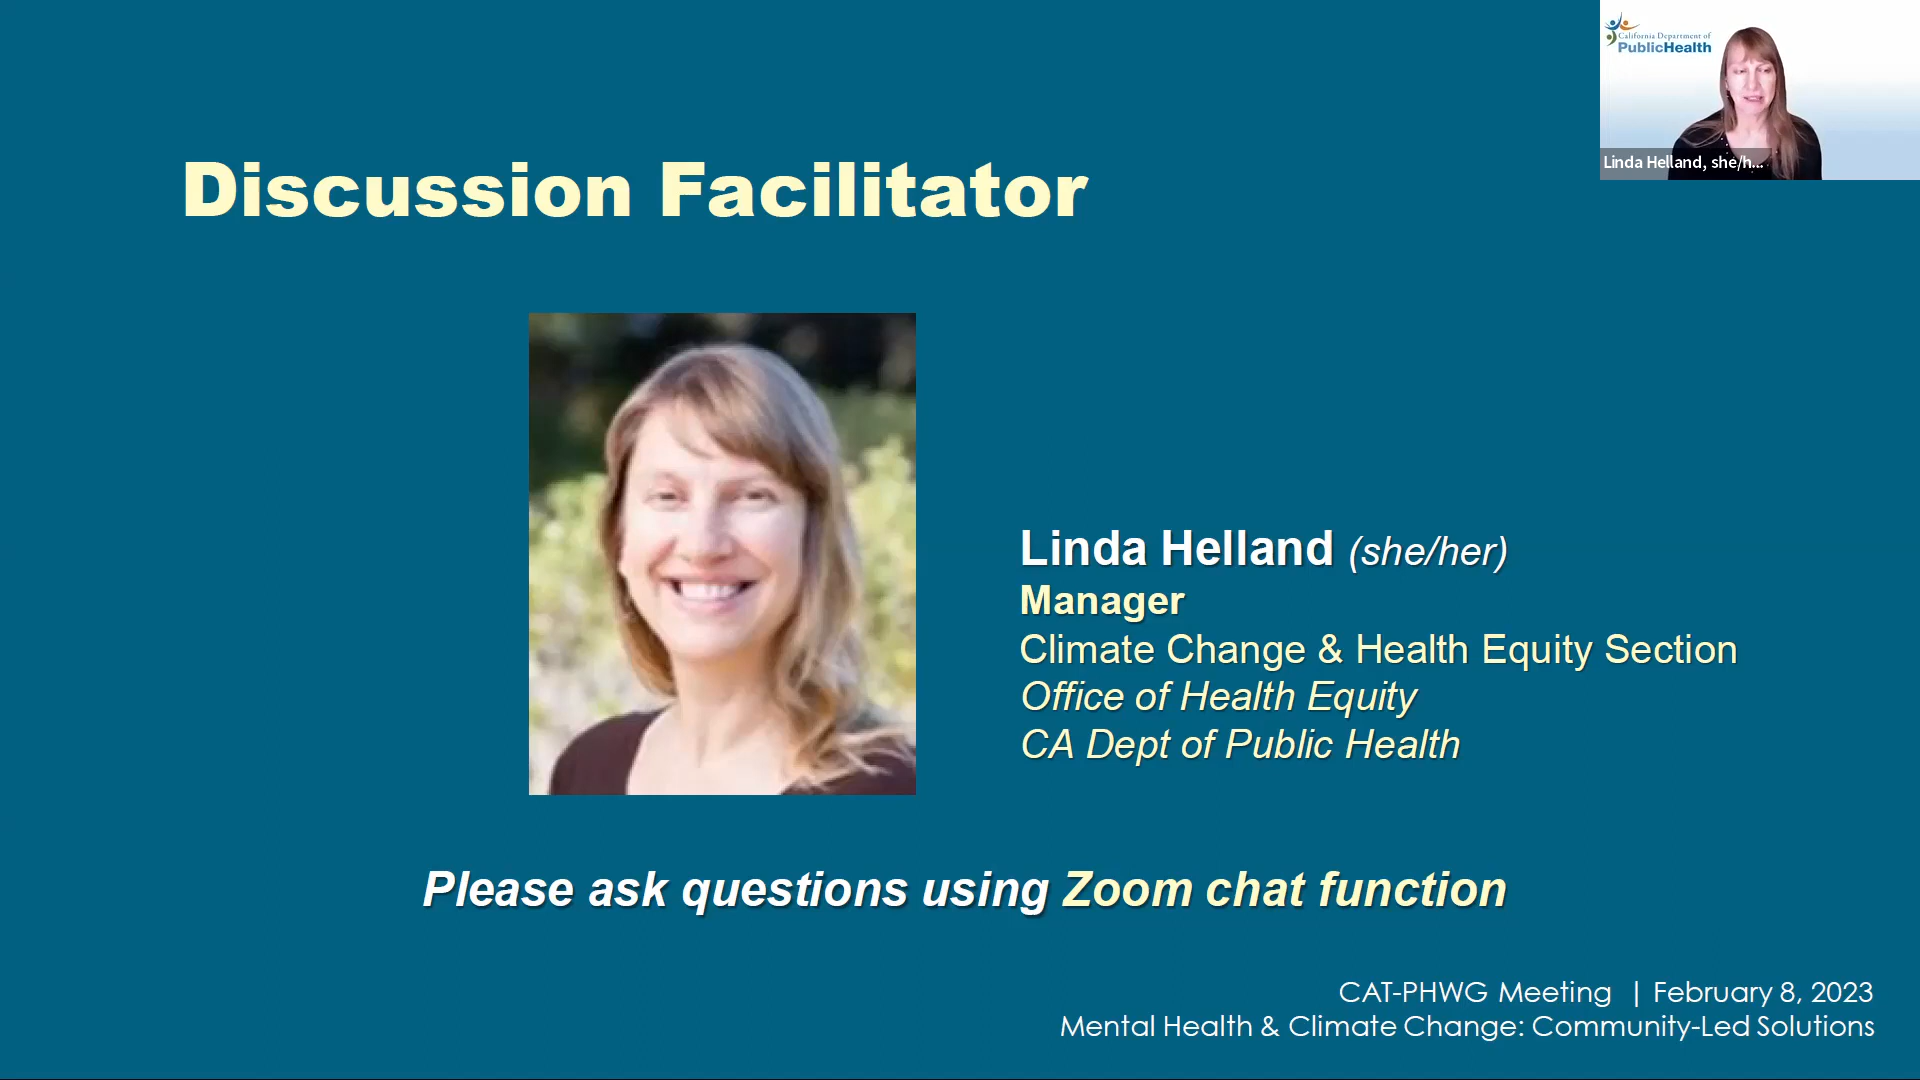 California Department of
PublicHealth
Linda Helland, she/h...
Discussion Facilitator
Linda Helland (she/her)
Manager
Climate Change & Health Equity Section
Office of Health Equity
CA Dept of Public Health
Please ask questions using Zoom chat function
CAT-PHWG Meeting | February 8, 2023
Mental Health & Climate Change: Community-Led Solutions